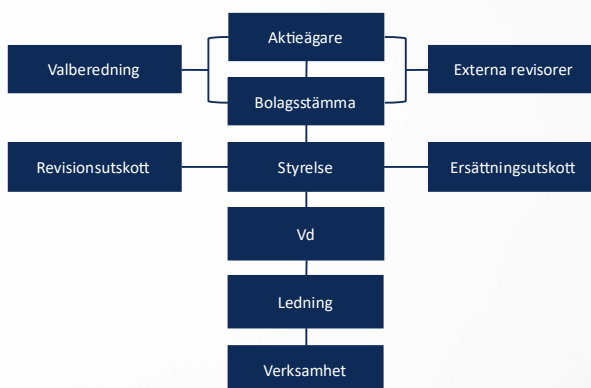 Aktieägare
Valberedning
Externa revisorer
Bolagsstämma
Revisionsutskott
Styrelse
Ersättningsutskott
Vd
Ledning
Verksamhet